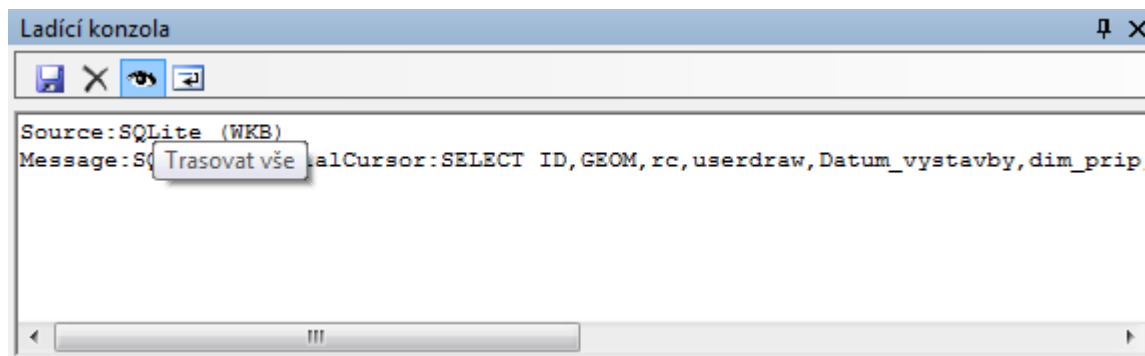 Ladící konzola
Source:SQLite (WKB)
Message:SQ
Trasovat vše
alCursor:SELECT ID,GEOM,rc,userdraw,Datum_vystavby,dim_prip